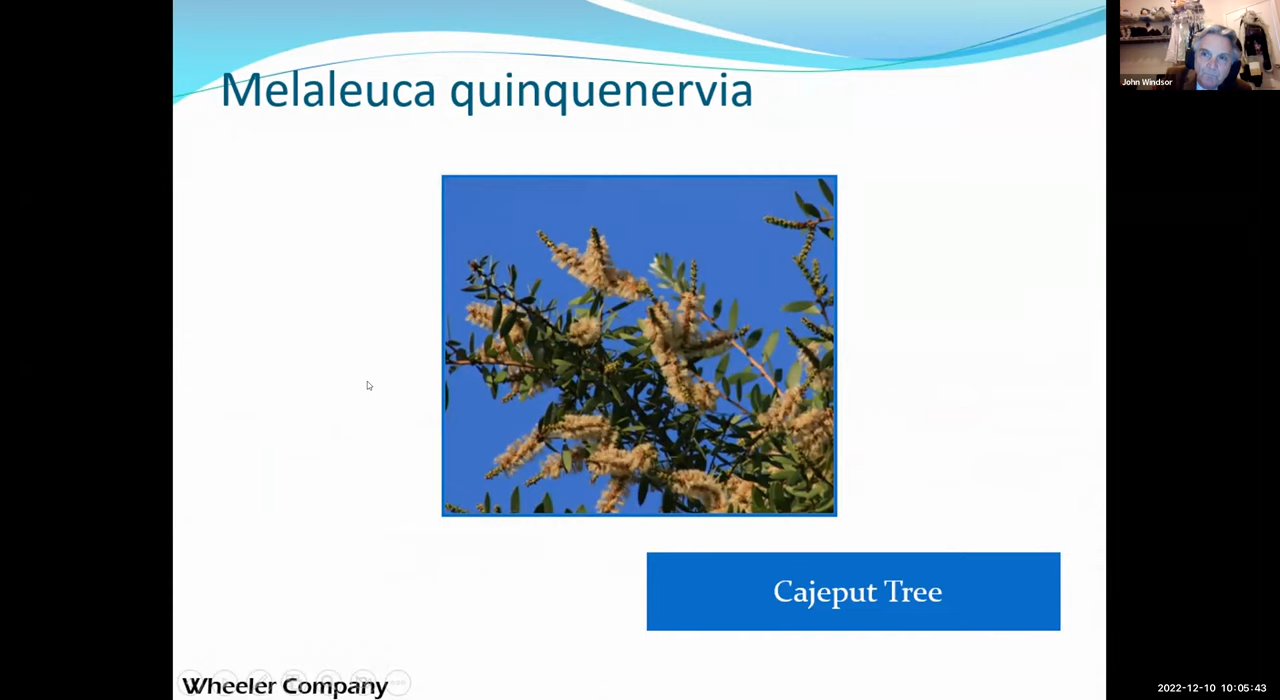 Melaleuca quinquenervia
John Windsor
Cajeput Tree
Wheeler Company
2022-12-10 10:05:43